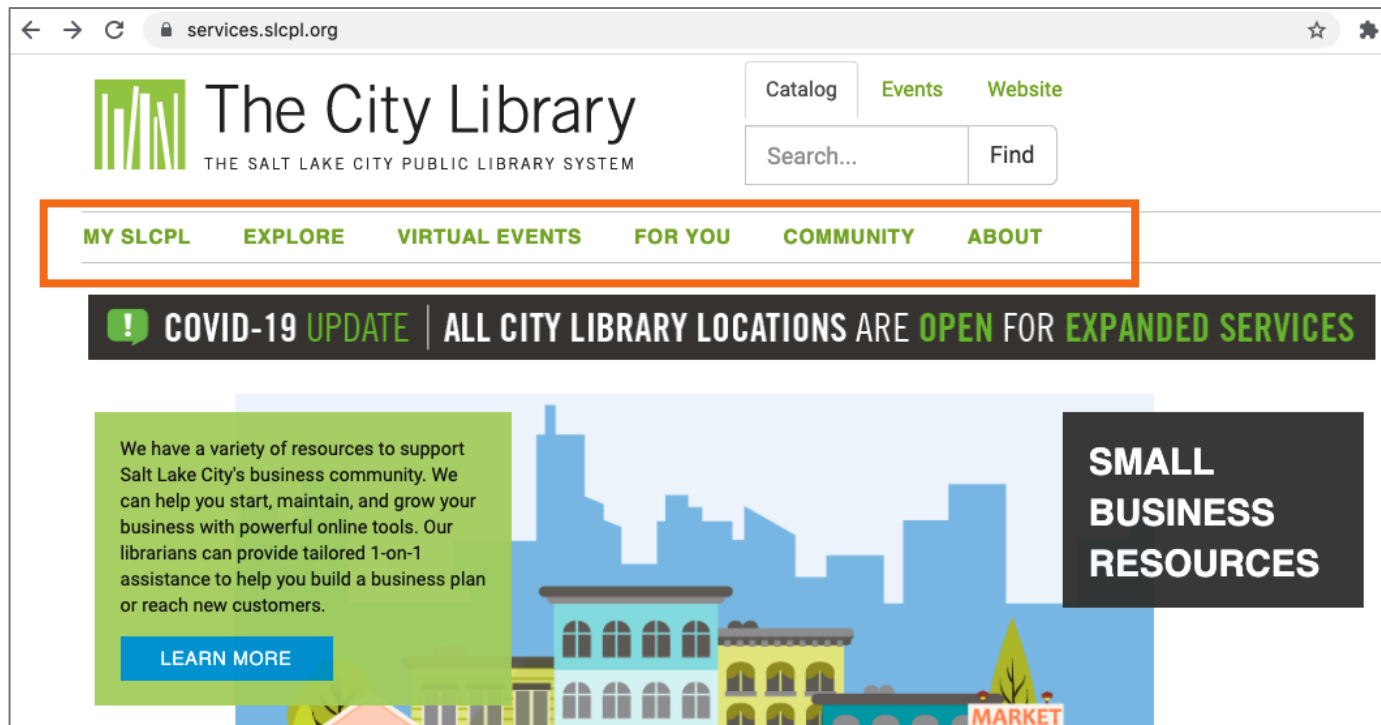 services.slcpl.org
The City Library
THE SALT LAKE CITY PUBLIC LIBRARY SYSTEM
Catalog Events Website
Search... Find
MY SLCPL EXPLORE VIRTUAL EVENTS FOR YOU COMMUNITY ABOUT
! COVID-19 UPDATE | ALL CITY LIBRARY LOCATIONS ARE OPEN FOR EXPANDED SERVICES
We have a variety of resources to support
Salt Lake City's business community. We
can help you start, maintain, and grow your
business with powerful online tools. Our
librarians can provide tailored 1-on-1
assistance to help you build a business plan
or reach new customers.
LEARN MORE
SMALL
BUSINESS
RESOURCES
MARKET